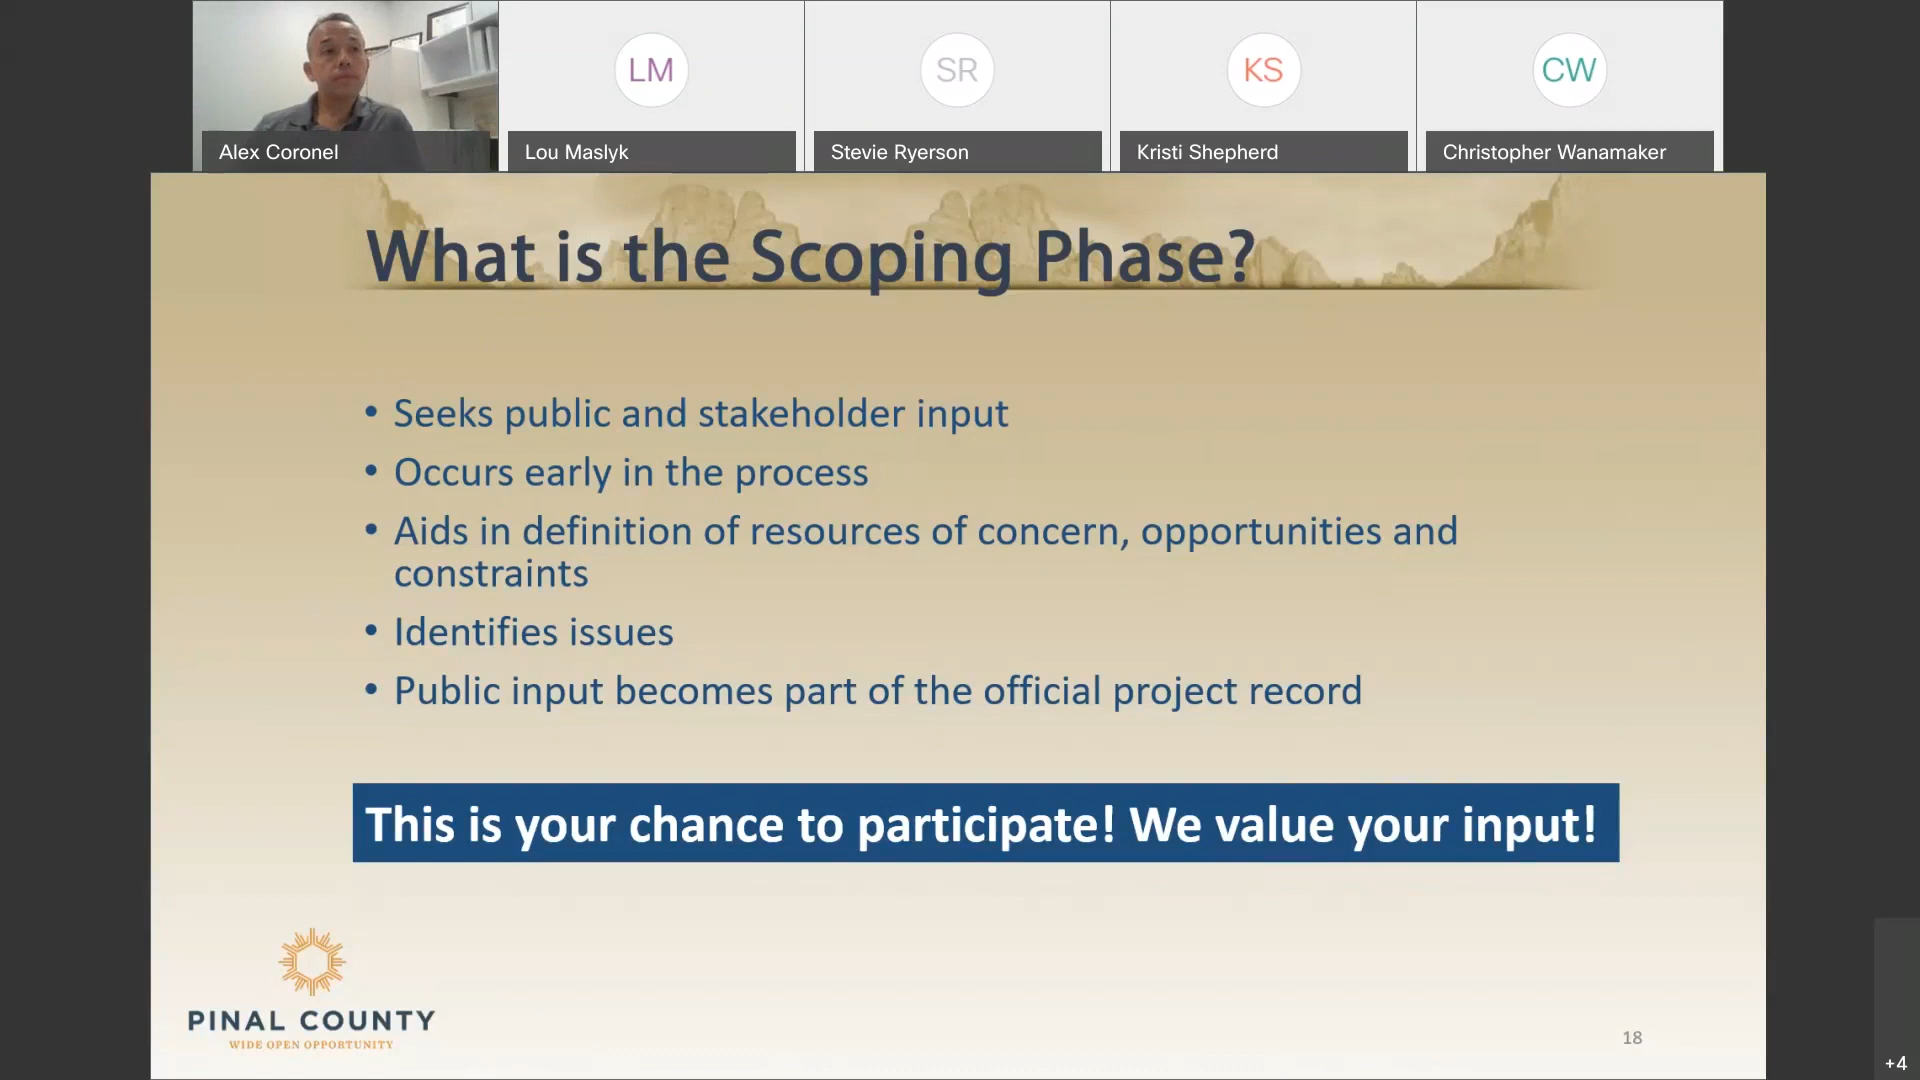 LM
SR
KS
CW
Alex Coronel
Lou Maslyk
Stevie Ryerson
Kristi Shepherd
Christopher Wanamaker
What is the Scoping Phase?
• Seeks public and stakeholder input
• Occurs early in the process
• Aids in definition of resources of concern, opportunities and
constraints
• Identifies issues
• Public input becomes part of the official project record
This is your chance to participate! We value your input!
PINAL COUNTY
WIDE OPEN OPPORTUNITY
18
+4